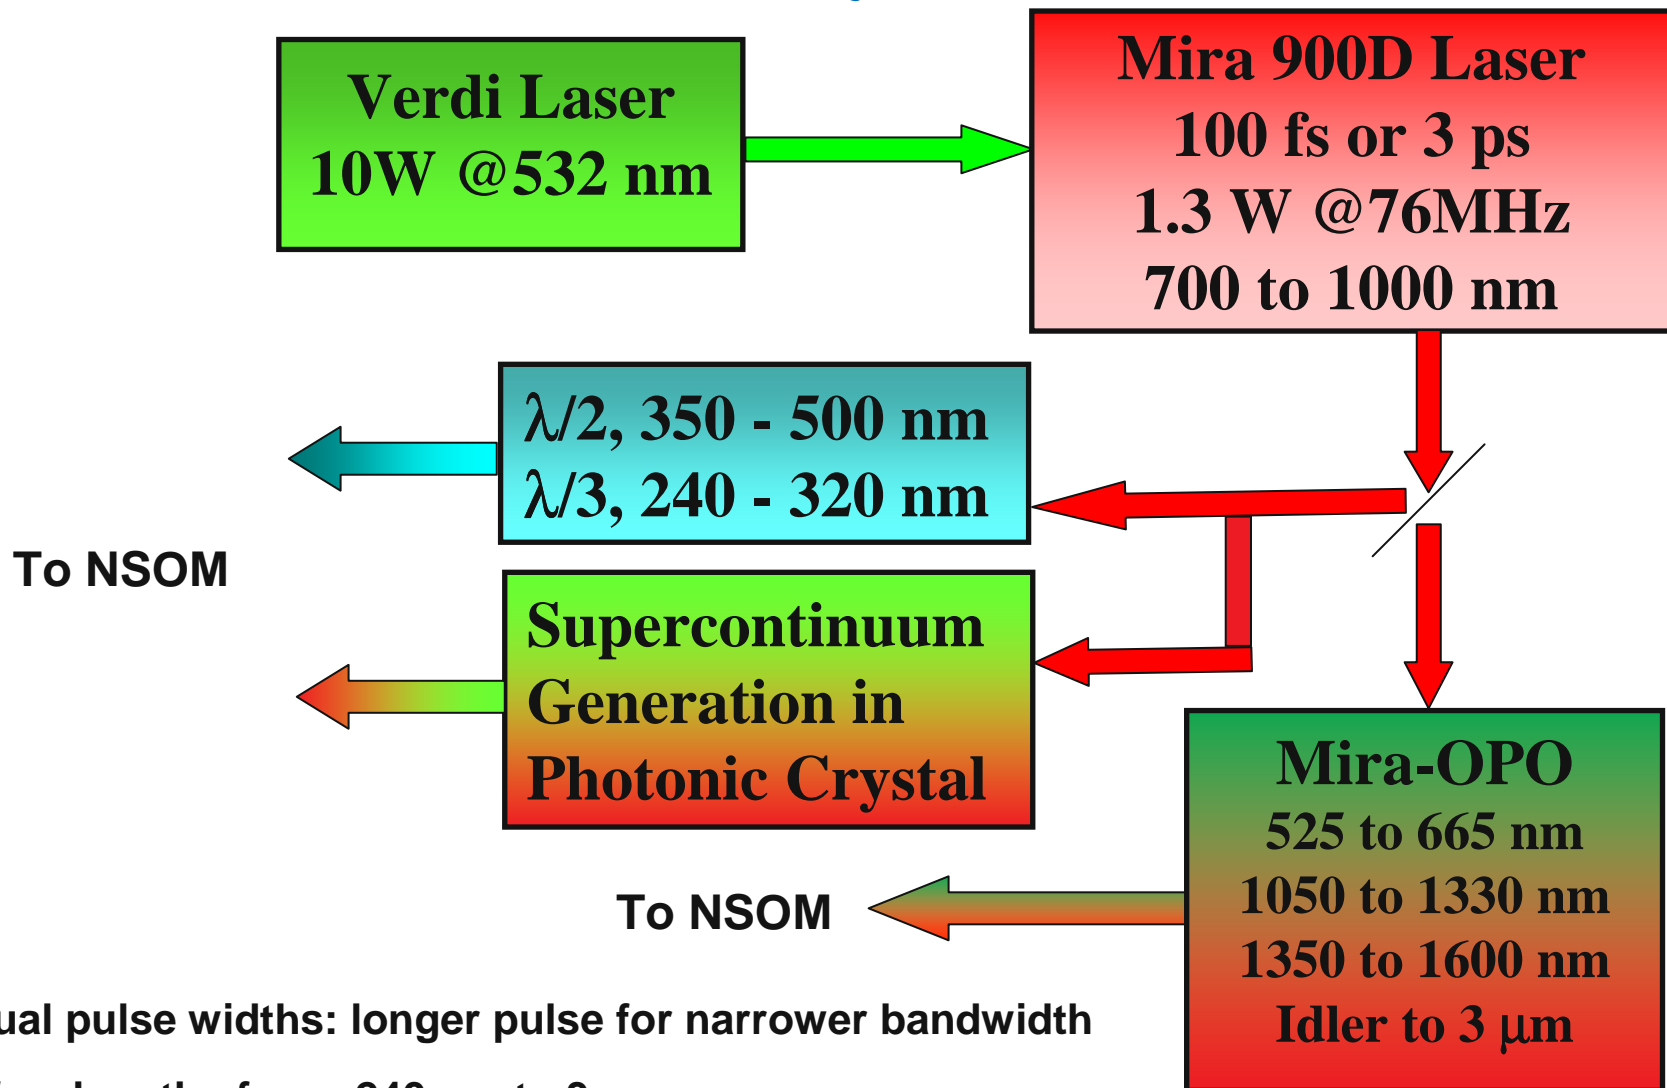 Verdi Laser
10W @532 nm
Mira 900D Laser
100 fs or 3 ps
1.3 W @76MHz
700 to 1000 nm
λ/2, 350 - 500 nm
λ/3, 240 - 320 nm
To NSOM
Supercontinuum
Generation in
Photonic Crystal
Mira-OPO
525 to 665 nm
1050 to 1330 nm
1350 to 1600 nm
Idler to 3 μm
To NSOM
ual pulse widths: longer pulse for narrower bandwidth